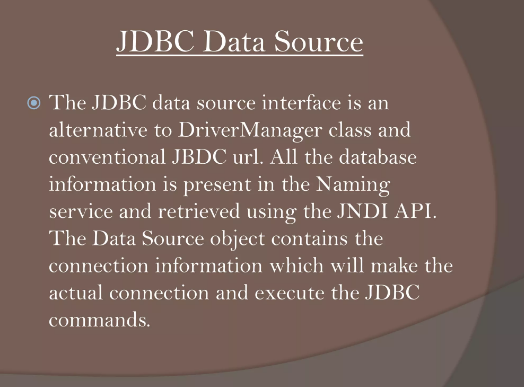 JDBC Data Source
The JDBC data source interface is an
alternative to DriverManager class and
conventional JBDC url. All the database
information is present in the Naming
service and retrieved using the JNDI API.
The Data Source object contains the
connection information which will make the
actual connection and execute the JDBC
commands.